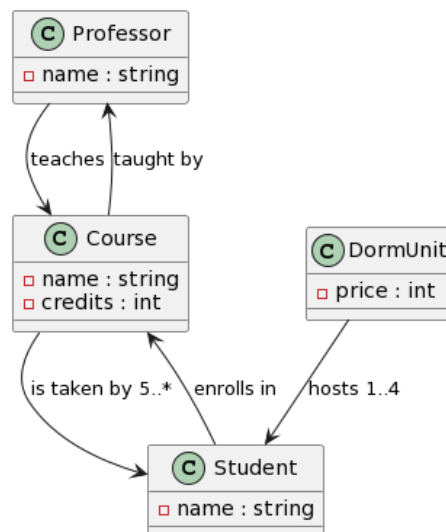 C Professor
name : string
teaches taught by
C Course
name : string
credits : int
C DormUnit
price : int
is taken by 5..* enrolls in hosts 1..4
C Student
name : string